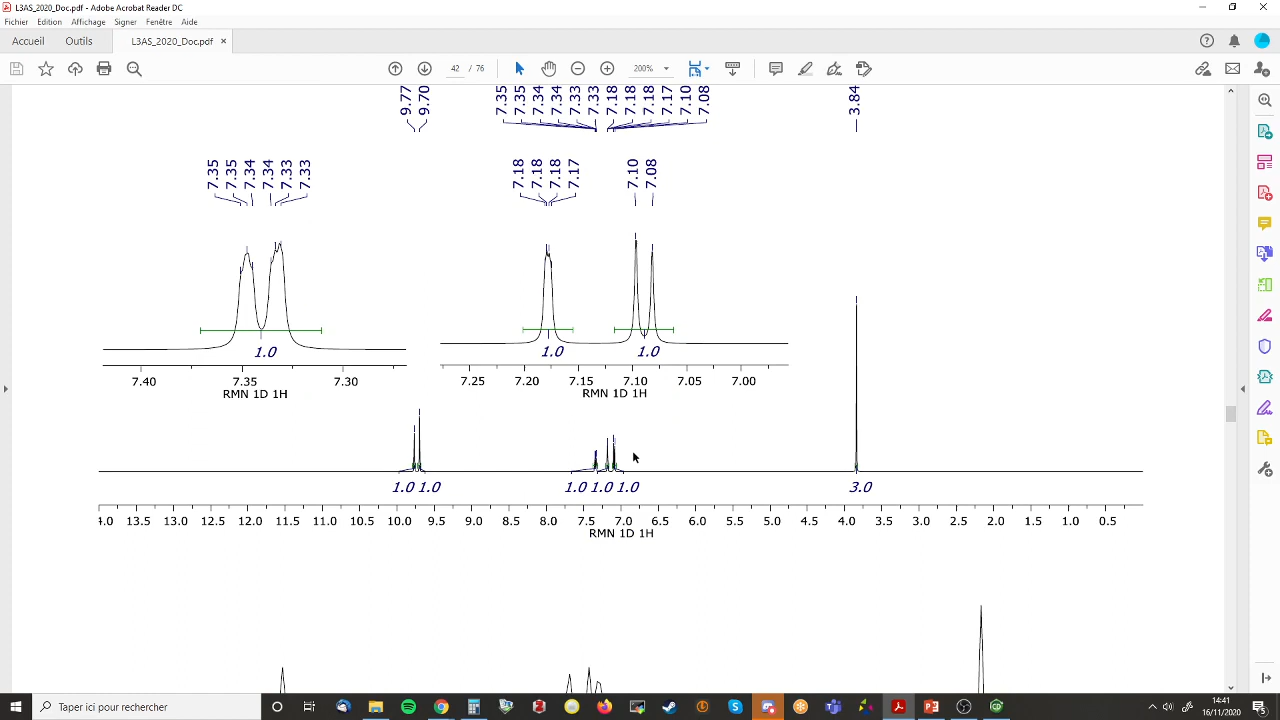 L3AS_2020_Doc.pdf - Adobe Acrobat Reader DC
Fichier Edition Affichage Signer Fenêtre Aide
Accueil Outils L3AS_2020_Doc.pdf ×
42 / 76 200%
9.77 9.70 7.35 7.35 7.34 7.34 7.33 7.33 7.18 7.18 7.18 7.17 7.10 7.08 3.84
7.35 7.35 7.34 7.34 7.33 7.33 7.18 7.18 7.18 7.17 7.10 7.08
1.0 1.0 1.0
7.40 7.35 7.30 7.25 7.20 7.15 7.10 7.05 7.00
RMN 1D 1H RMN 1D 1H
1.0 1.0 1.0 1.0 1.0 3.0
4.0 13.5 13.0 12.5 12.0 11.5 11.0 10.5 10.0 9.5 9.0 8.5 8.0 7.5 7.0 6.5 6.0 5.5 5.0 4.5 4.0 3.5 3.0 2.5 2.0 1.5 1.0 0.5
RMN 1D 1H
Taper ici pour rechercher
14:41
16/11/2020